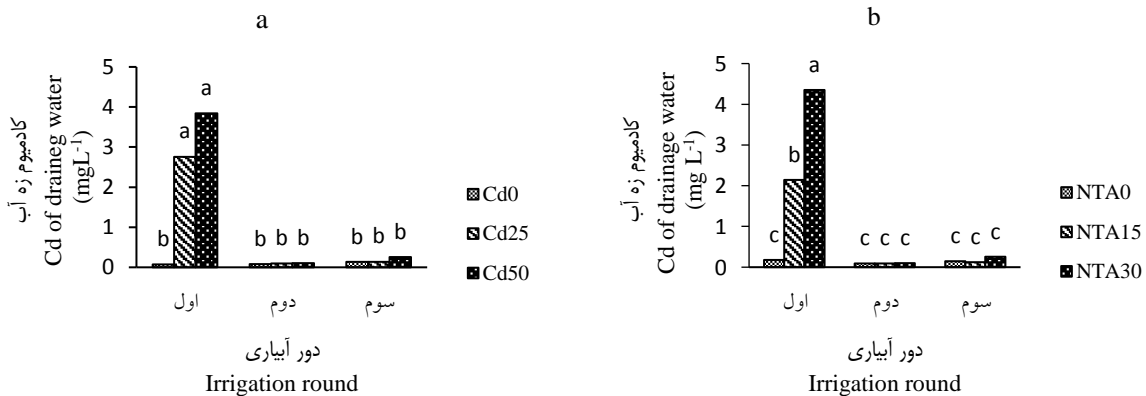 a
کادمیوم زه آب
Cd of draineg water
(mgL-1)
5
4
3
2
1
0
b
a
a
b b b
b b b
اول
دوم
سوم
دور آبیاری
Irrigation round
Cd0
Cd25
Cd50
b
کادمیوم زه آب
Cd of drainage water
(mg L-1)
5
4
3
2
1
0
c
b
a
c c c
c c c
اول
دوم
سوم
دور آبیاری
Irrigation round
NTA0
NTA15
NTA30